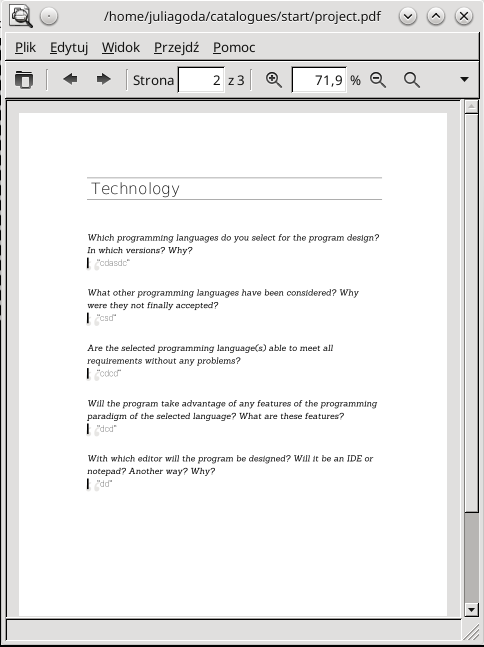 /home/juliagoda/catalogues/start/project.pdf
Plik Edytuj Widok Przejdź Pomoc
Strona 2 z 3 71,9 %
Technology
Which programming languages do you select for the program design?
In which versions? Why?
"cdasdc"
What other programming languages have been considered? Why
were they not finally accepted?
"csd"
Are the selected programming language(s) able to meet all
requirements without any problems?
"cdcd"
Will the program take advantage of any features of the programming
paradigm of the selected language? What are these features?
"dcd"
With which editor will the program be designed? Will it be an IDE or
notepad? Another way? Why?
"dd"